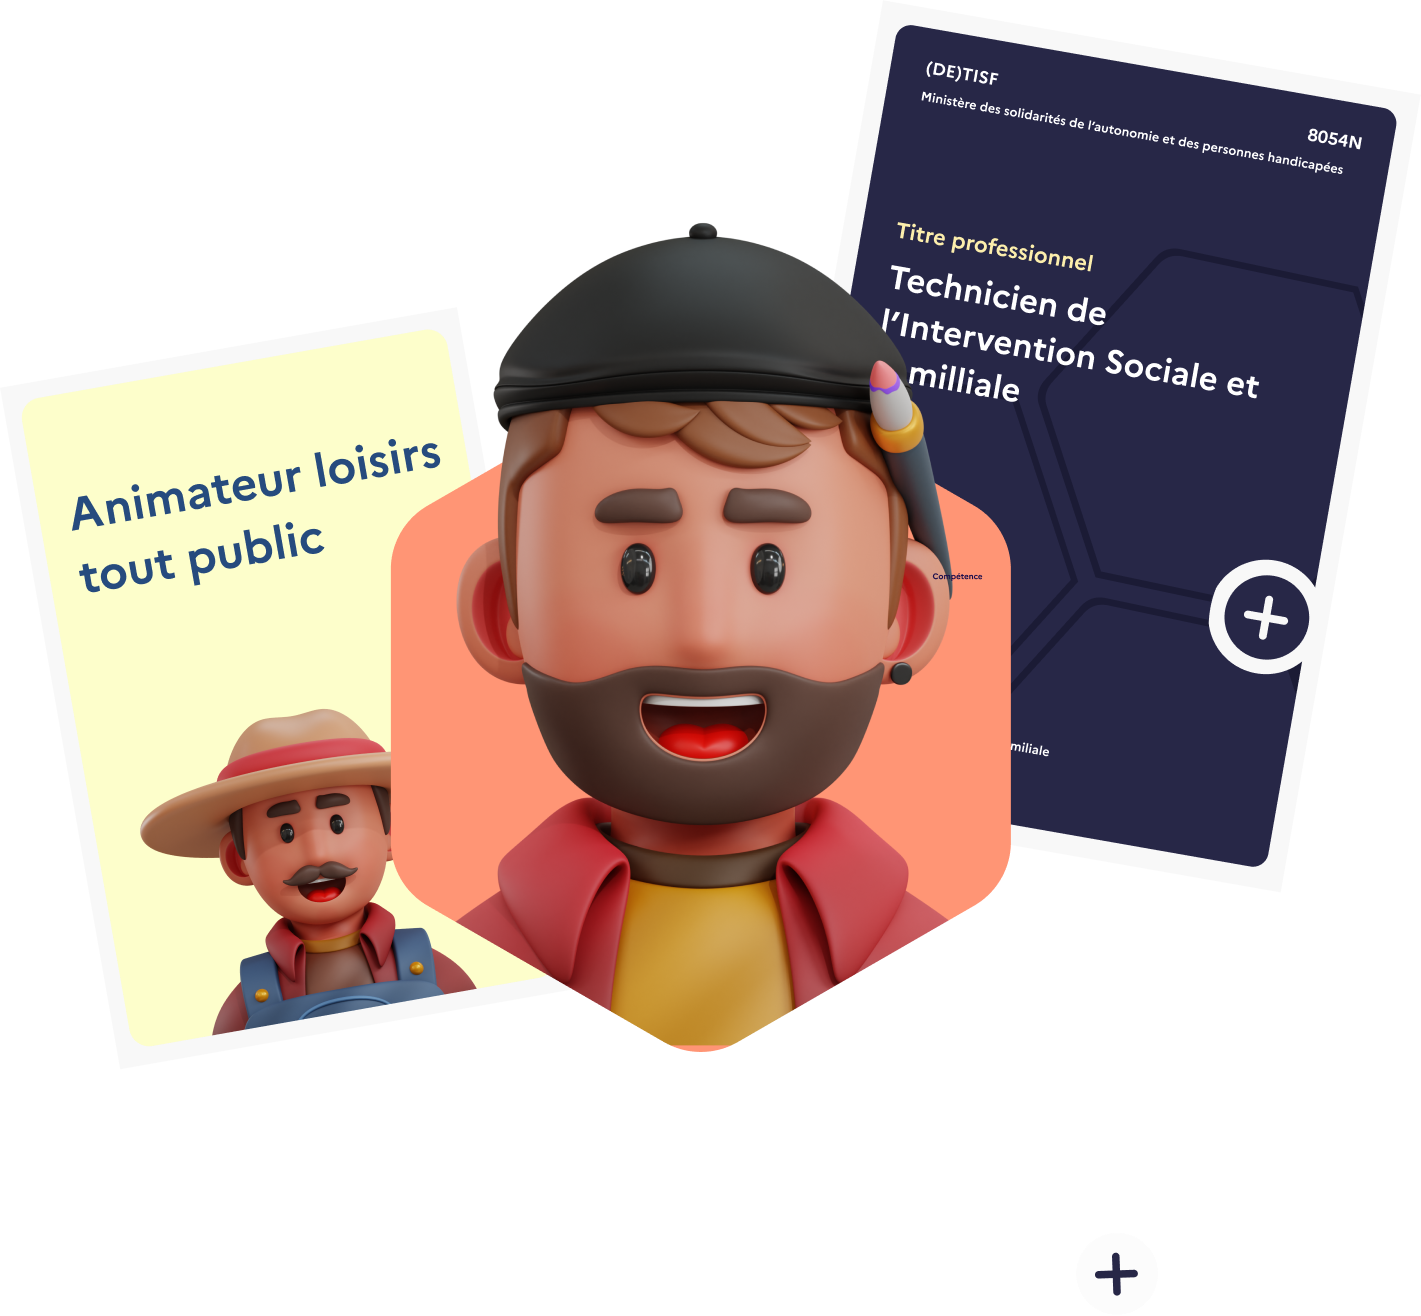 (DE)TISF
Ministère des solidarités de l'autonomie et des personnes handicapées
8054N
Titre professionnel
Technicien de
l'Intervention Sociale et
milliale
Animateur loisirs
tout public
Compétence
miliale